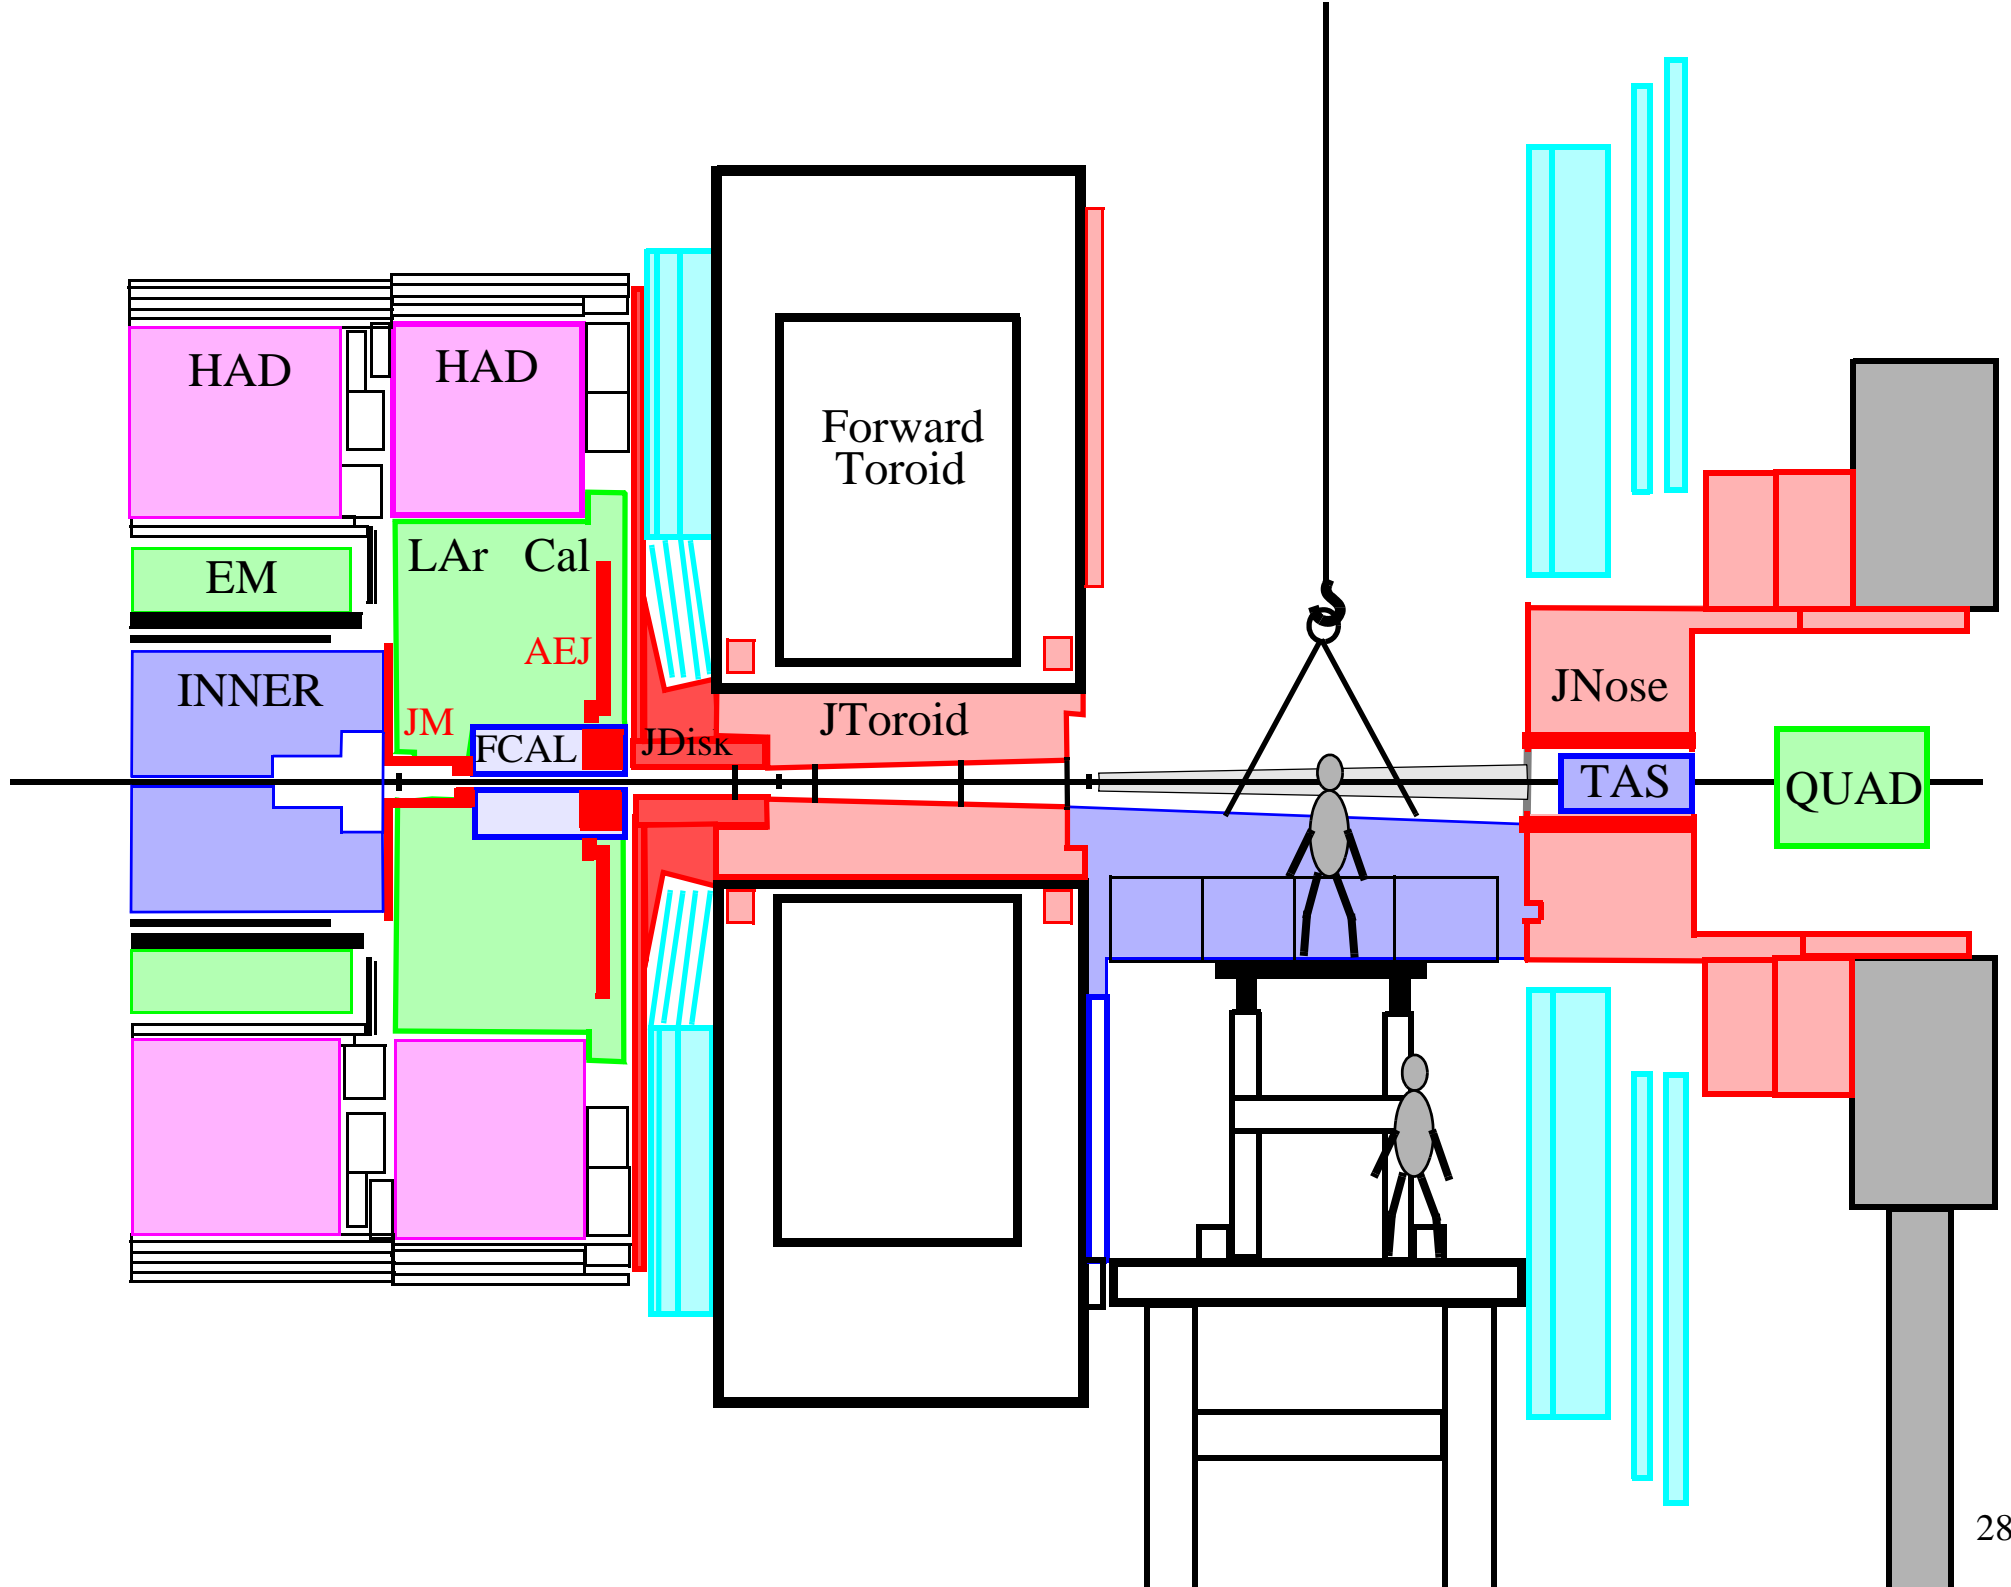 HAD
HAD
Forward
Toroid
LAr Cal
EM
AEJ
INNER
JM
JNose
JToroid
FCAL
JDisk
TAS
QUAD
28